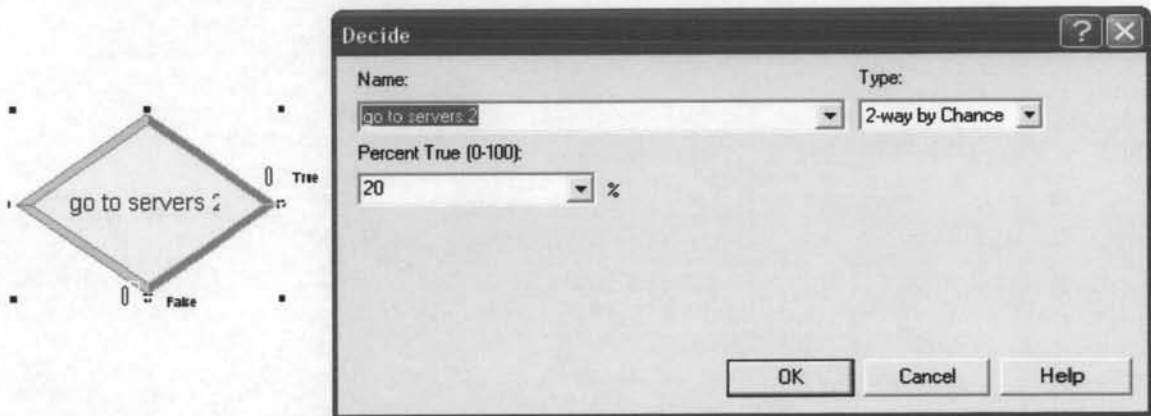 Decide
Name:
Type:
go to servers 2
2-way by Chance
Percent True (0-100):
20
%
OK
Cancel
Help
go to servers 2
0
True
0
False